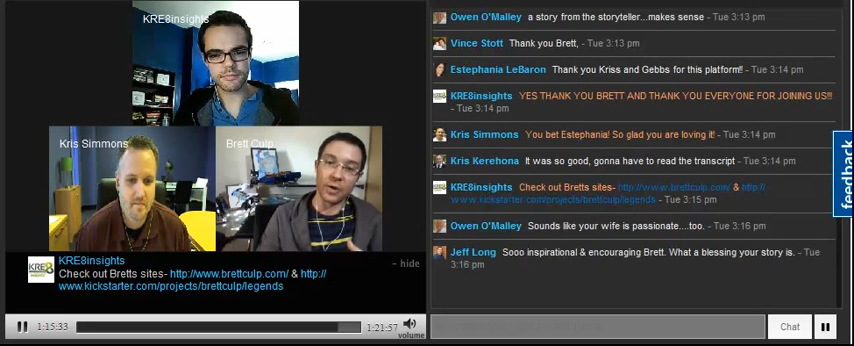 KRE8insights
Kris Simmons
Brett Culp
KRE8insights
Check out Bretts sites- http://www.brettculp.com/ & http://
www.kickstarter.com/projects/brettculp/legends
– hide
1:15:33
1:21:57
volume
Owen O'Malley a story from the storyteller...makes sense - Tue 3:13 pm
Vince Stott Thank you Brett, - Tue 3:13 pm
Estephania LeBaron Thank you Kriss and Gebbs for this platform!! - Tue 3:14 pm
KRE8insights YES THANK YOU BRETT AND THANK YOU EVERYONE FOR JOINING US!!!
- Tue 3:14 pm
Kris Simmons You bet Estephania! So glad you are loving it! - Tue 3:14 pm
Kris Kerehona It was so good, gonna have to read the transcript - Tue 3:14 pm
KRE8insights Check out Bretts sites- http://www.brettculp.com/ & http://
www.kickstarter.com/projects/brettculp/legends - Tue 3:15 pm
Owen O'Malley Sounds like your wife is passionate....too. - Tue 3:16 pm
Jeff Long Sooo inspirational & encouraging Brett. What a blessing your story is. - Tue
3:16 pm
Chat
feedback